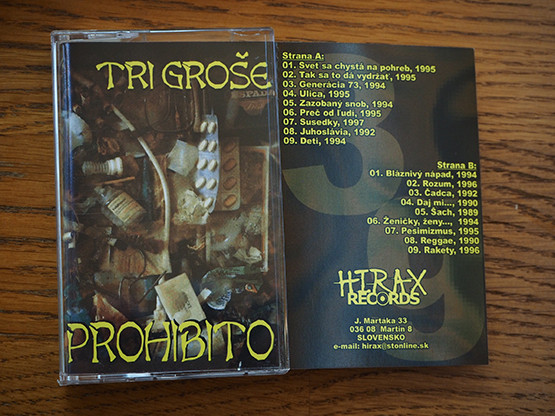 TRI GROŠE
PROHIBITO
Strana A:
01. Svet sa chystá na pohreb, 1995
02. Tak sa to dá vydržať, 1995
03. Generácia 73, 1994
04. Ulica, 1995
05. Zazobaný snob, 1994
06. Preč od ľudí, 1995
07. Susedky, 1997
08. Juhoslávia, 1992
09. Deti, 1994
Strana B:
01. Bláznivý nápad, 1994
02. Rozum, 1996
03. Čadca, 1992
04. Daj mi..., 1990
05. Šach, 1989
06. Ženičky, ženy..., 1994
07. Pesimizmus, 1995
08. Reggae, 1990
09. Rakety, 1996
HIRAX
RECORDS
J. Martaka 33
036 08 Martin 8
SLOVENSKO
e-mail: hirax@stonline.sk